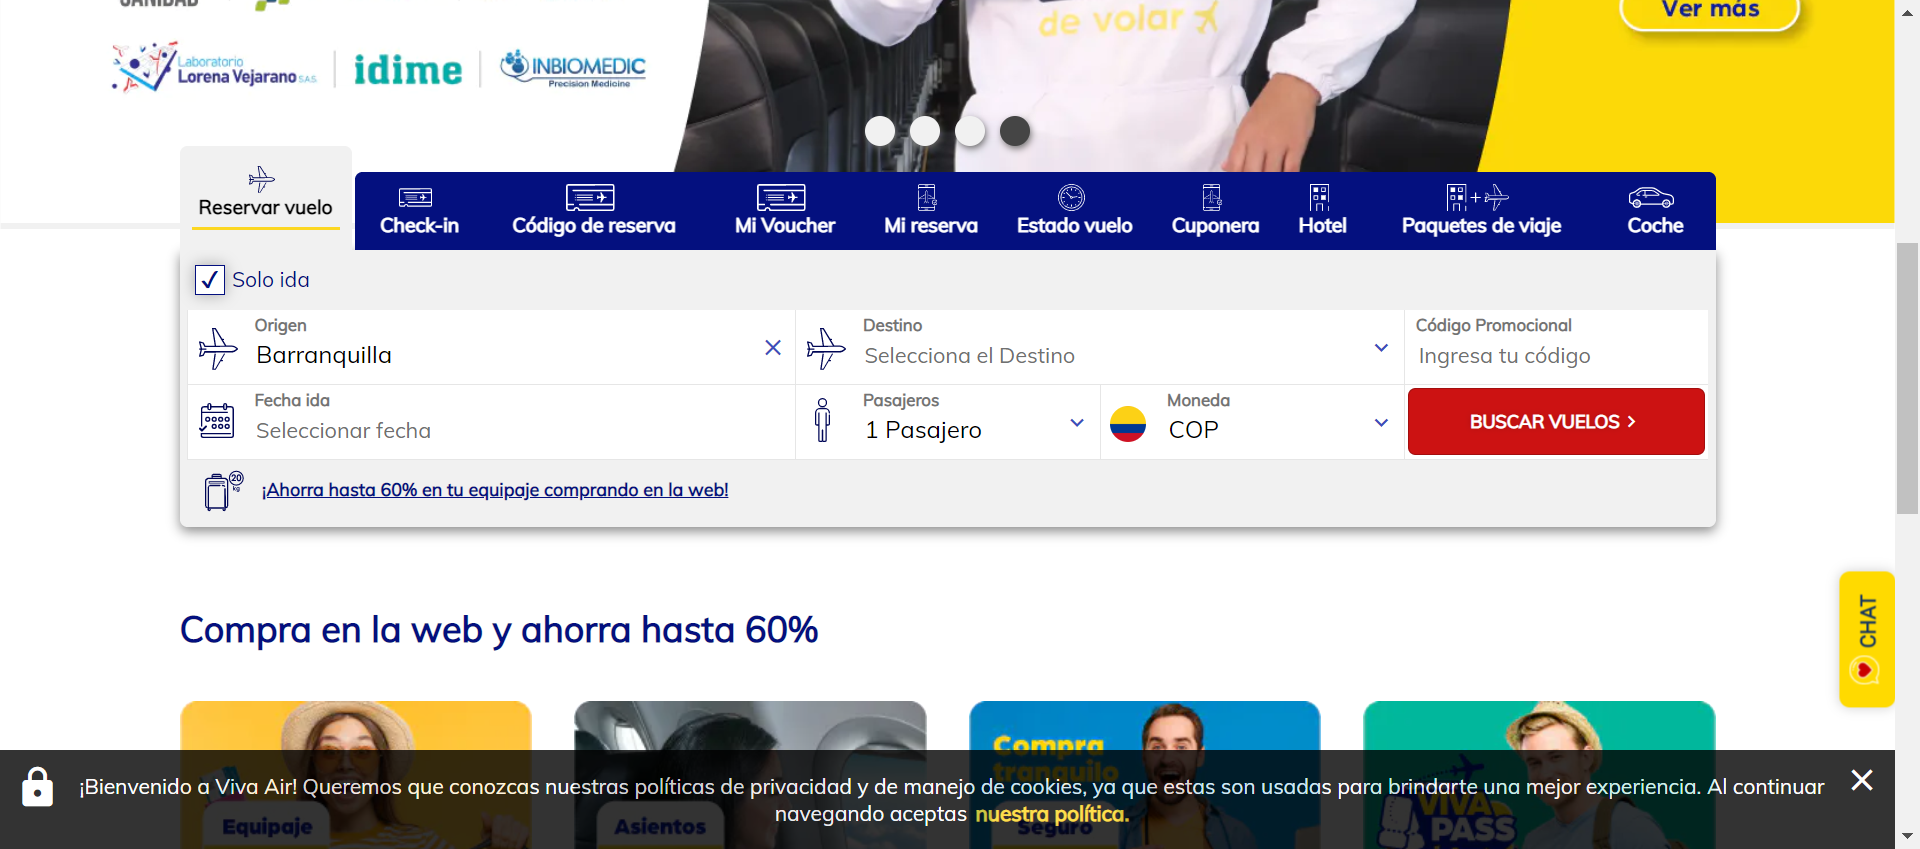 SANIDAD
de volar
Ver más
Laboratorio
Lorena Vejarano S.A.S
idime
INBIOMEDIC
Precision Medicine
Reservar vuelo
Check-in
Código de reserva
Mi Voucher
Mi reserva
Estado vuelo
Cuponera
Hotel
Paquetes de viaje
Coche
Solo ida
Origen
Barranquilla
Destino
Selecciona el Destino
Código Promocional
Ingresa tu código
Fecha ida
Seleccionar fecha
Pasajeros
1 Pasajero
Moneda
COP
BUSCAR VUELOS
20
kg
¡Ahorra hasta 60% en tu equipaje comprando en la web!
Compra en la web y ahorra hasta 60%
CHAT
Compra
tranquilo
¡Bienvenido a Viva Air! Queremos que conozcas nuestras políticas de privacidad y de manejo de cookies, ya que estas son usadas para brindarte una mejor experiencia. Al continuar
navegando aceptas nuestra política.
Equipaje
Asientos
Seguro
VIVA
PASS